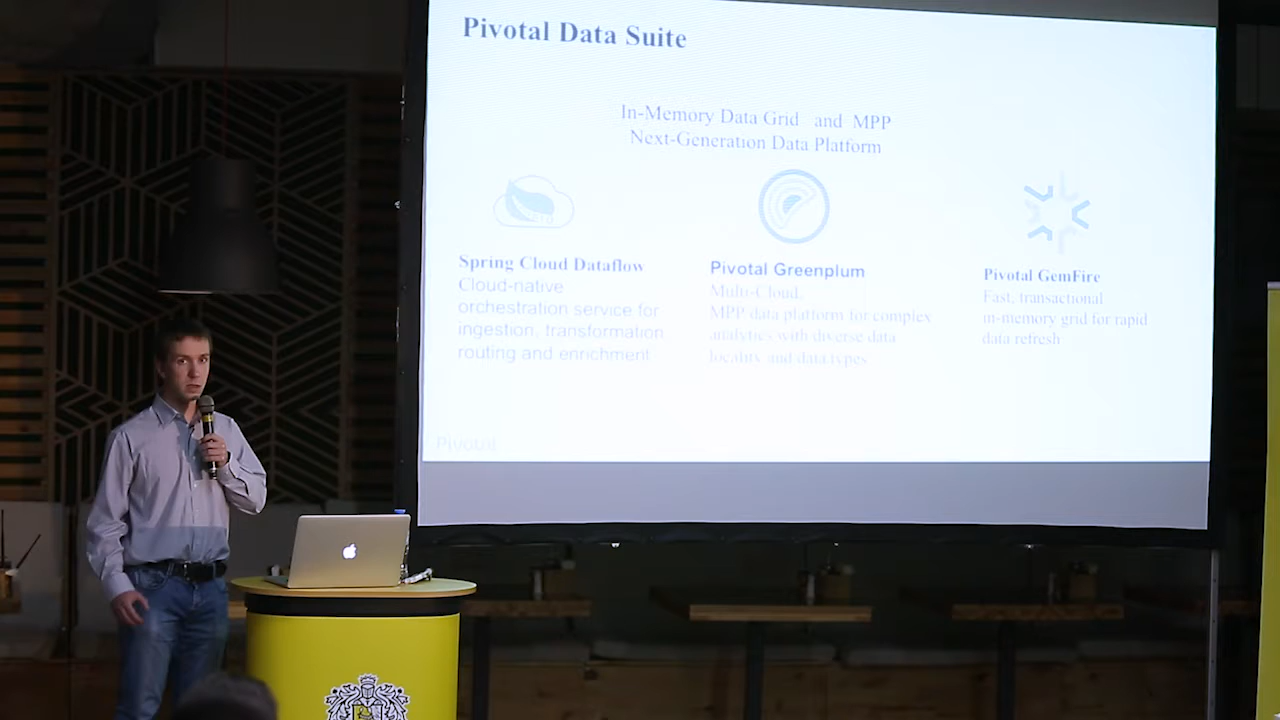 Pivotal Data Suite
In-Memory Data Grid and MPP
Next-Generation Data Platform
Spring Cloud Dataflow
Cloud-native
orchestration service for
ingestion, transformation
routing and enrichment
Pivotal Greenplum
Multi-Cloud,
MPP data platform for complex
analytics with diverse data
locality and data types
Pivotal GemFire
Fast, transactional
in-memory grid for rapid
data refresh
Pivotal